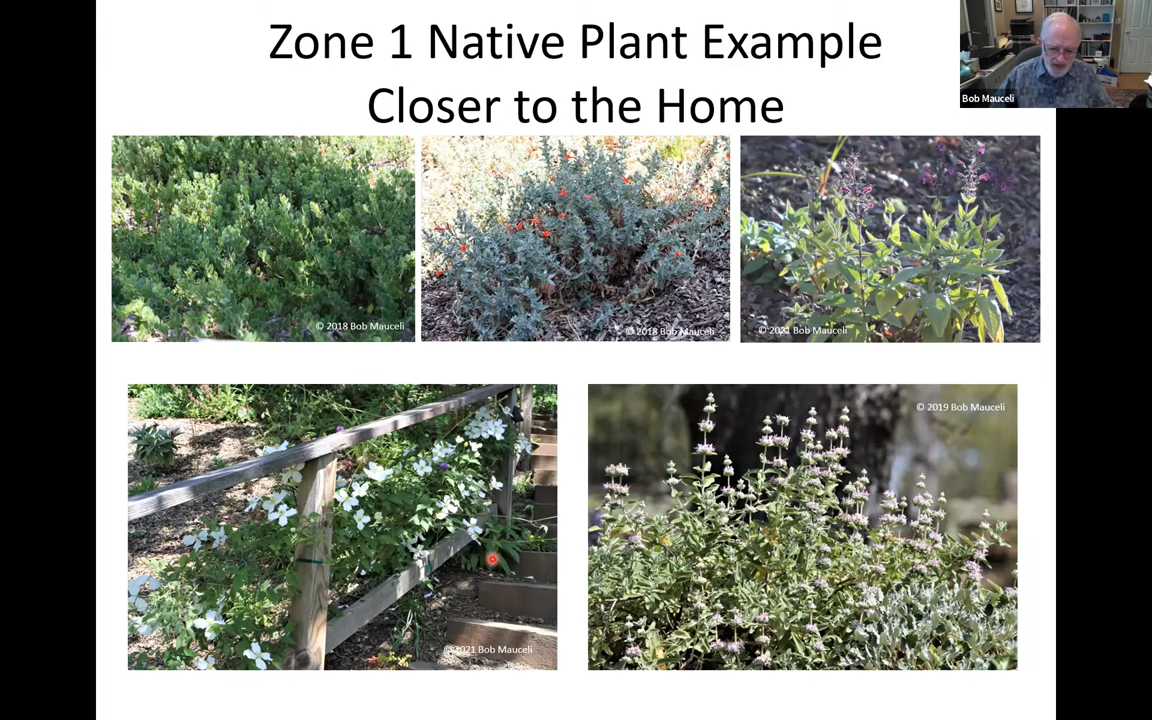 Zone 1 Native Plant Example
Closer to the Home
Bob Mauceli
© 2018 Bob Mauceli
© 2018 Bob Mauceli
© 2021 Bob Mauceli
© 2021 Bob Mauceli
© 2019 Bob Mauceli